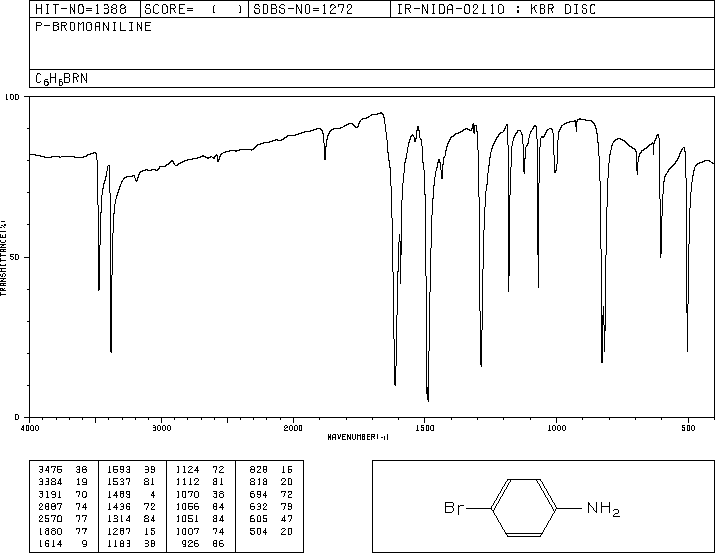 HIT-NO=1388 SCORE= ( ) SDBS-NO=1272 IR-NIDA-02110 : KBR DISC
P-BROMOANILINE
C6H6BRN
100
50
0
TRANSMITTANCE(%)
4000 3000 2000 1500 1000 500
WAVENUMBER(-1)
3475 36 1593 39 1124 72 828 15
3384 19 1537 81 1112 81 818 20
3191 70 1489 4 1070 38 694 72
2887 74 1436 72 1056 84 632 79
2570 77 1314 84 1051 84 605 47
1880 77 1287 15 1007 74 504 20
1614 9 1183 38 926 86
Br NH2